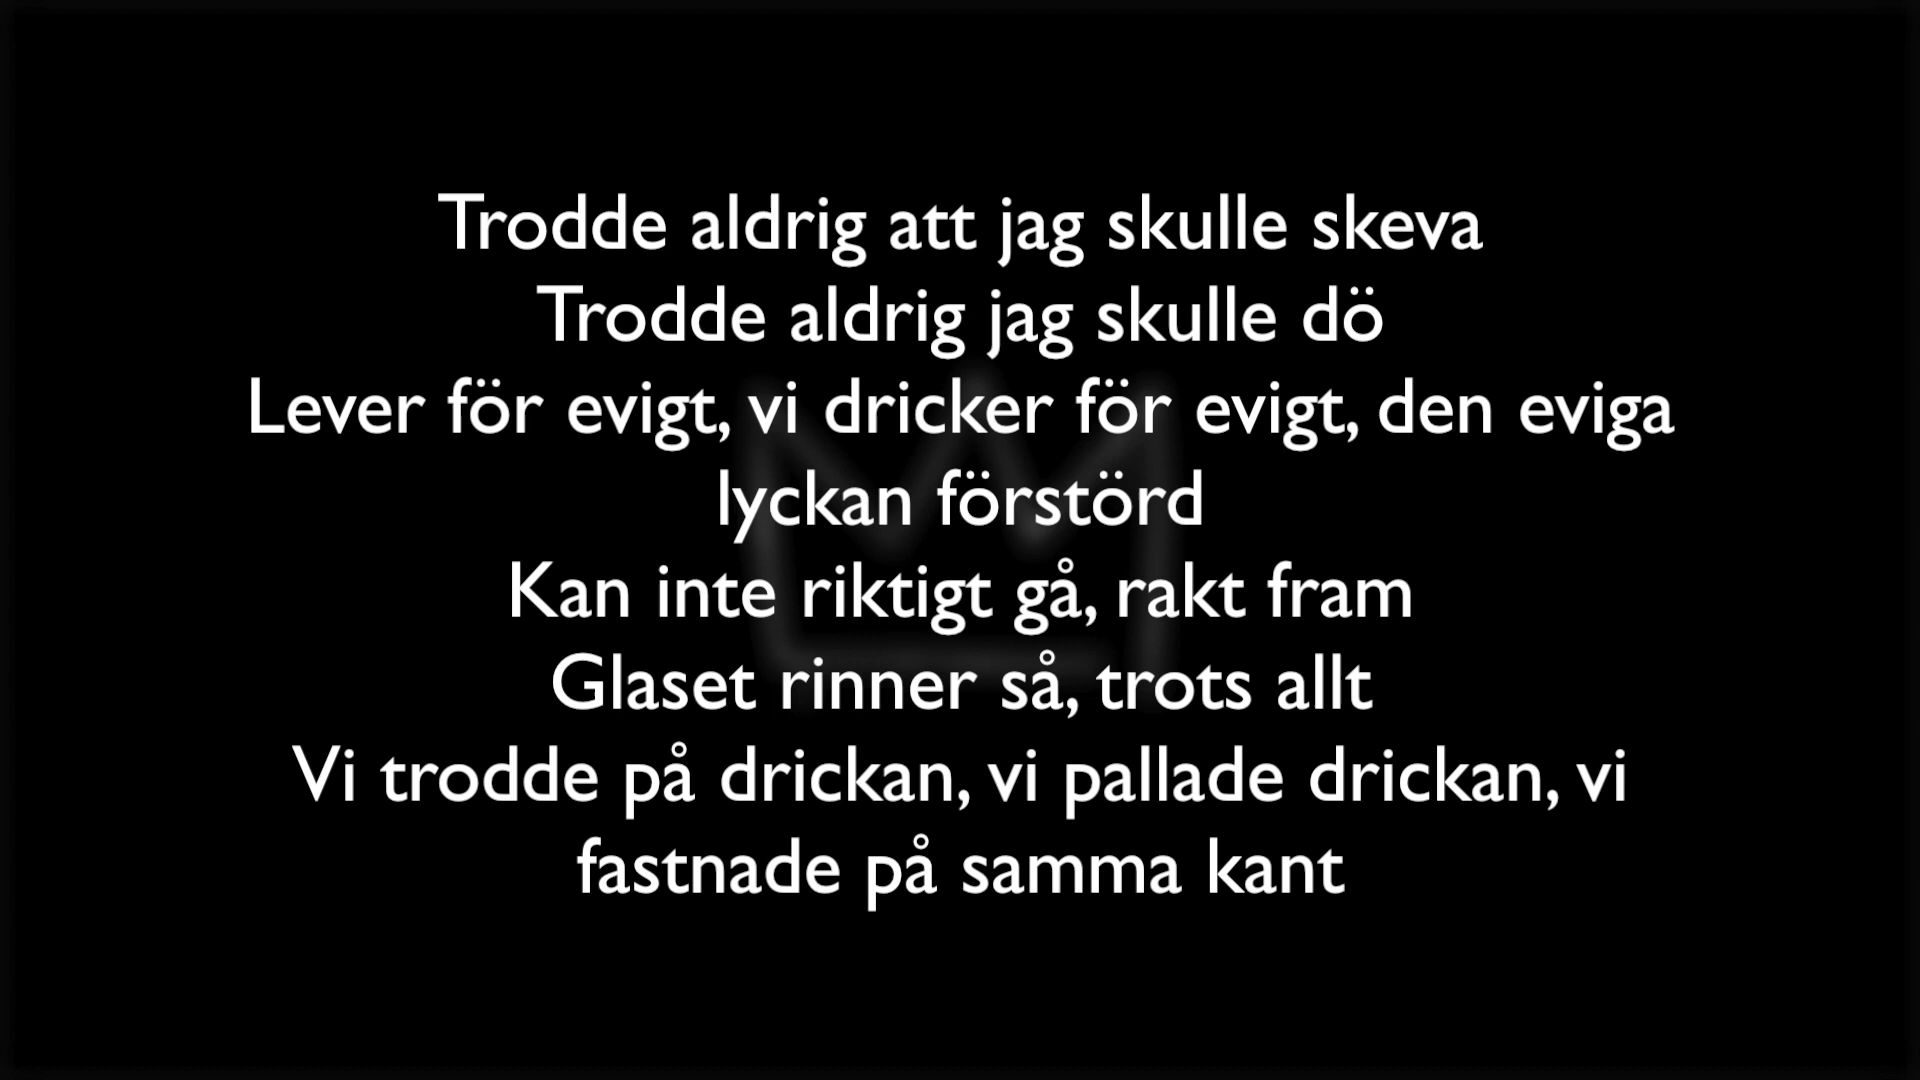 Trodde aldrig att jag skulle skeva
Trodde aldrig jag skulle dö
Lever för evigt, vi dricker för evigt, den eviga
lyckan förstörd
Kan inte riktigt gå, rakt fram
Glaset rinner så, trots allt
Vi trodde på drickan, vi pallade drickan, vi
fastnade på samma kant